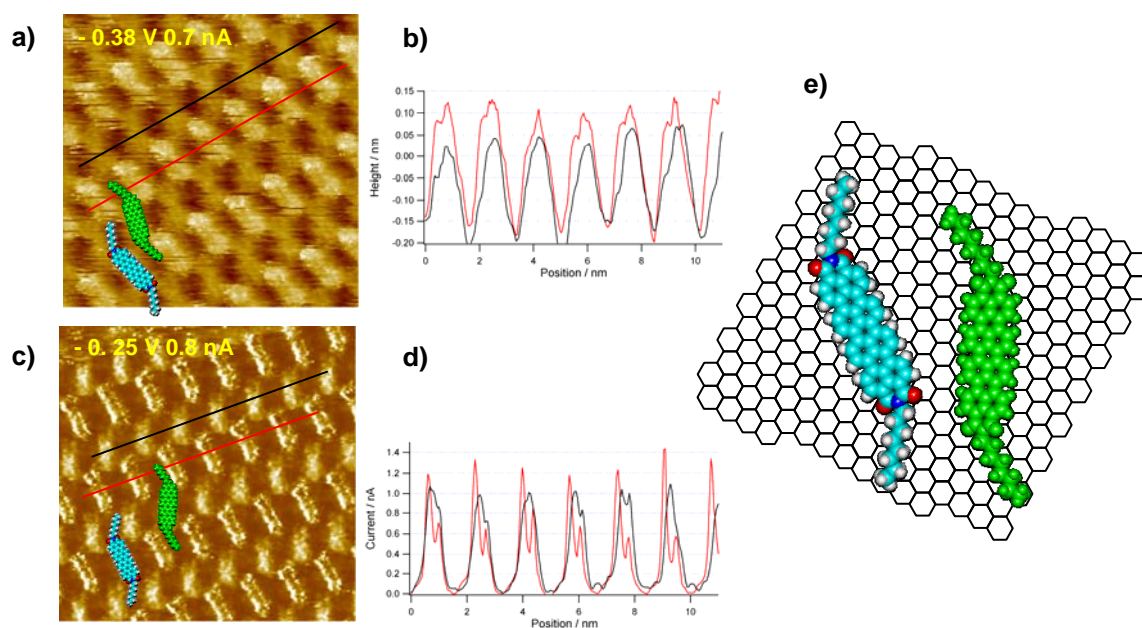 a)
- 0.38 V 0.7 nA
b)
0.15
0.10
0.05
0.00
-0.05
-0.10
-0.15
-0.20
Height / nm
0 2 4 6 8 10
Position / nm
c)
- 0. 25 V 0.8 nA
d)
1.4
1.2
1.0
0.8
0.6
0.4
0.2
0.0
Current / nA
0 2 4 6 8 10
Position / nm
e)